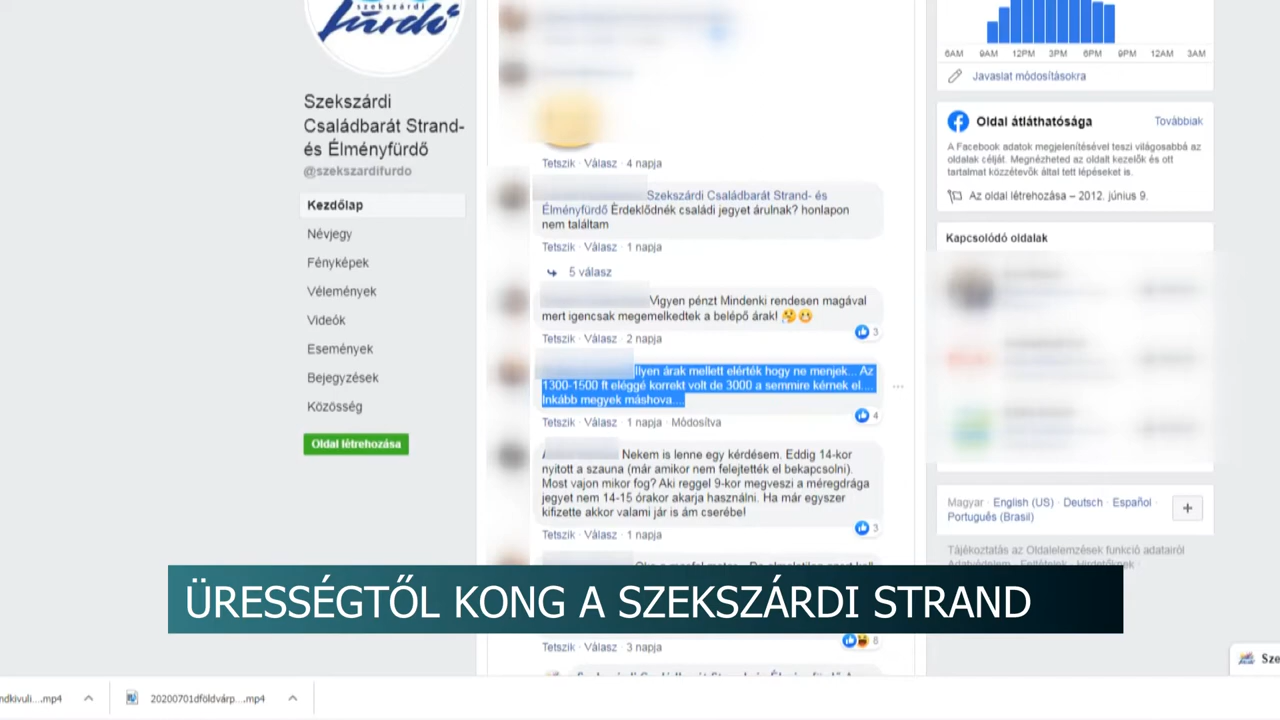 szekszárdi
fürdő
Szekszárdi
Családbarát Strand-
és Élményfürdő
@szekszardifurdo
Kezdőlap
Névjegy
Fényképek
Vélemények
Videók
Események
Bejegyzések
Közösség
Oldal létrehozása
Tetszik · Válasz · 4 napja
Szekszárdi Családbarát Strand- és
Élményfürdő Èrdeklődnék családi jegyet árulnak? honlapon
nem találtam
Tetszik · Válasz · 1 napja
5 válasz
Vigyen pénzt Mindenki rendesen magával
mert igencsak megemelkedtek a belépő árak! 🤔😁
3
Tetszik · Válasz · 2 napja
Ilyen árak mellett elérték hogy ne menjek... Az
1300-1500 ft eléggé korrekt volt de 3000 a semmire kérnek el....
Inkább megyek máshova....
4
Tetszik · Válasz · 1 napja · Módosítva
Nekem is lenne egy kérdésem. Eddig 14-kor
nyitott a szauna (már amikor nem felejtették el bekapcsolni).
Most vajon mikor fog? Aki reggel 9-kor megveszi a méregdrága
jegyet nem 14-15 órakor akarja használni. Ha már egyszer
kifizette akkor valami jár is ám cserébe!
3
Tetszik · Válasz · 1 napja
8
Tetszik · Válasz · 3 napja
6AM 9AM 12PM 3PM 6PM 9PM 12AM 3AM
Javaslat módosításokra
Oldal átláthatósága Továbbiak
A Facebook adatok megjelenítésével teszi világosabbá az
oldalak célját. Megnézheted az oldalt kezelők és ott
tartalmat közzétevők által tett lépéseket is.
Az oldal létrehozása – 2012. június 9.
Kapcsolódó oldalak
Magyar · English (US) · Deutsch · Español ·
Português (Brasil)
+
Tájékoztatás az Oldalelemzések funkció adatairól
Adatvédelem · Feltételek · Hirdetőknek ·
ÜRESSÉGTŐL KONG A SZEKSZÁRDI STRAND
Sze
ndkivuli....mp4
20200701dföldvárp....mp4